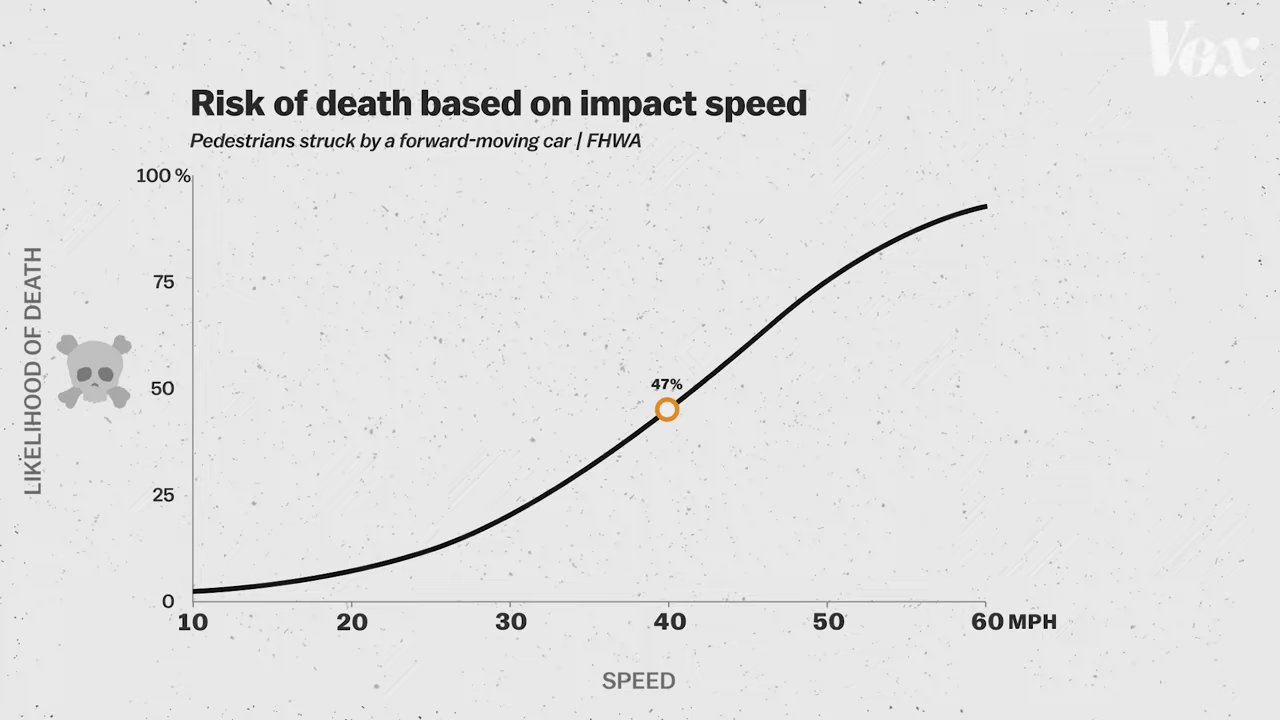 Vox
Risk of death based on impact speed
Pedestrians struck by a forward-moving car | FHWA
100 %
75
50
25
0
LIKELIHOOD OF DEATH
47%
10 20 30 40 50 60 MPH
SPEED